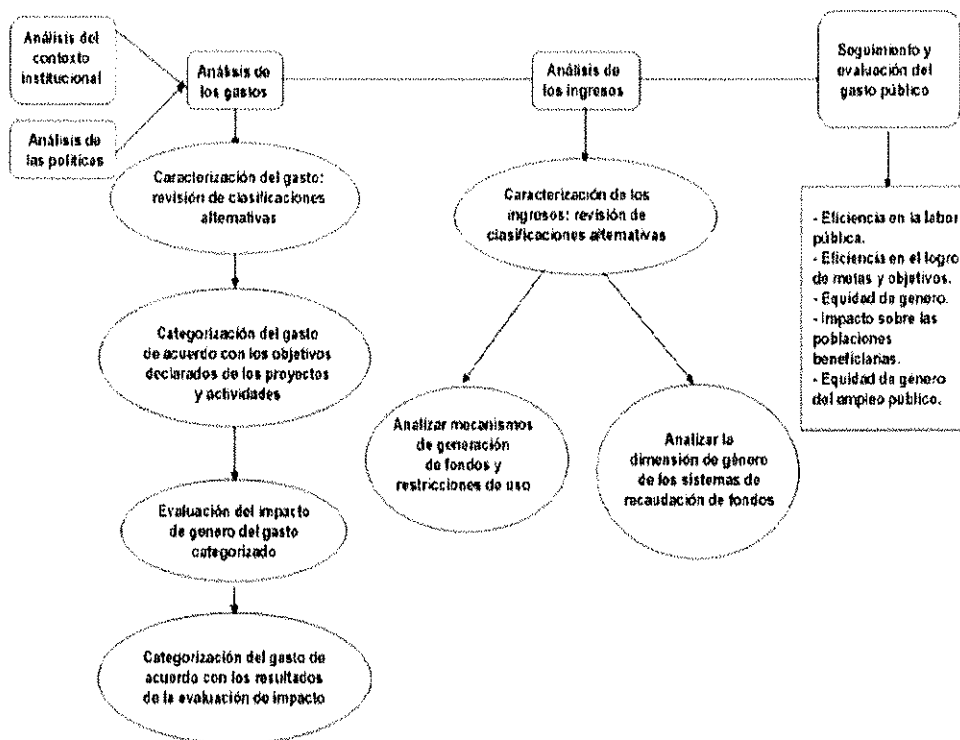 Análisis del
contexto
institucional
Análisis de
las políticas
Análisis de
los gastos
Análisis de
los ingresos
Seguimiento y
evaluación del
gasto público
Caracterización del gasto:
revisión de clasificaciones
alternativas
Categorización del gasto
de acuerdo con los objetivos
declarados de los proyectos
y actividades
Evaluación del impacto
de genero del gasto
categorizado
Categorización del gasto de
acuerdo con los resultados
de la evaluación de impacto
Caracterización de los
ingresos: revisión de
clasificaciones alternativas
Analizar mecanismos
de generación
de fondos y
restricciones de uso
Analizar la
dimensión de género
de los sistemas de
recaudación de fondos
- Eficiencia en la labor
pública.
- Eficiencia en el logro
de metas y objetivos.
- Equidad de género.
- Impacto sobre las
poblaciones
beneficiarias.
- Equidad de género
del empleo público.